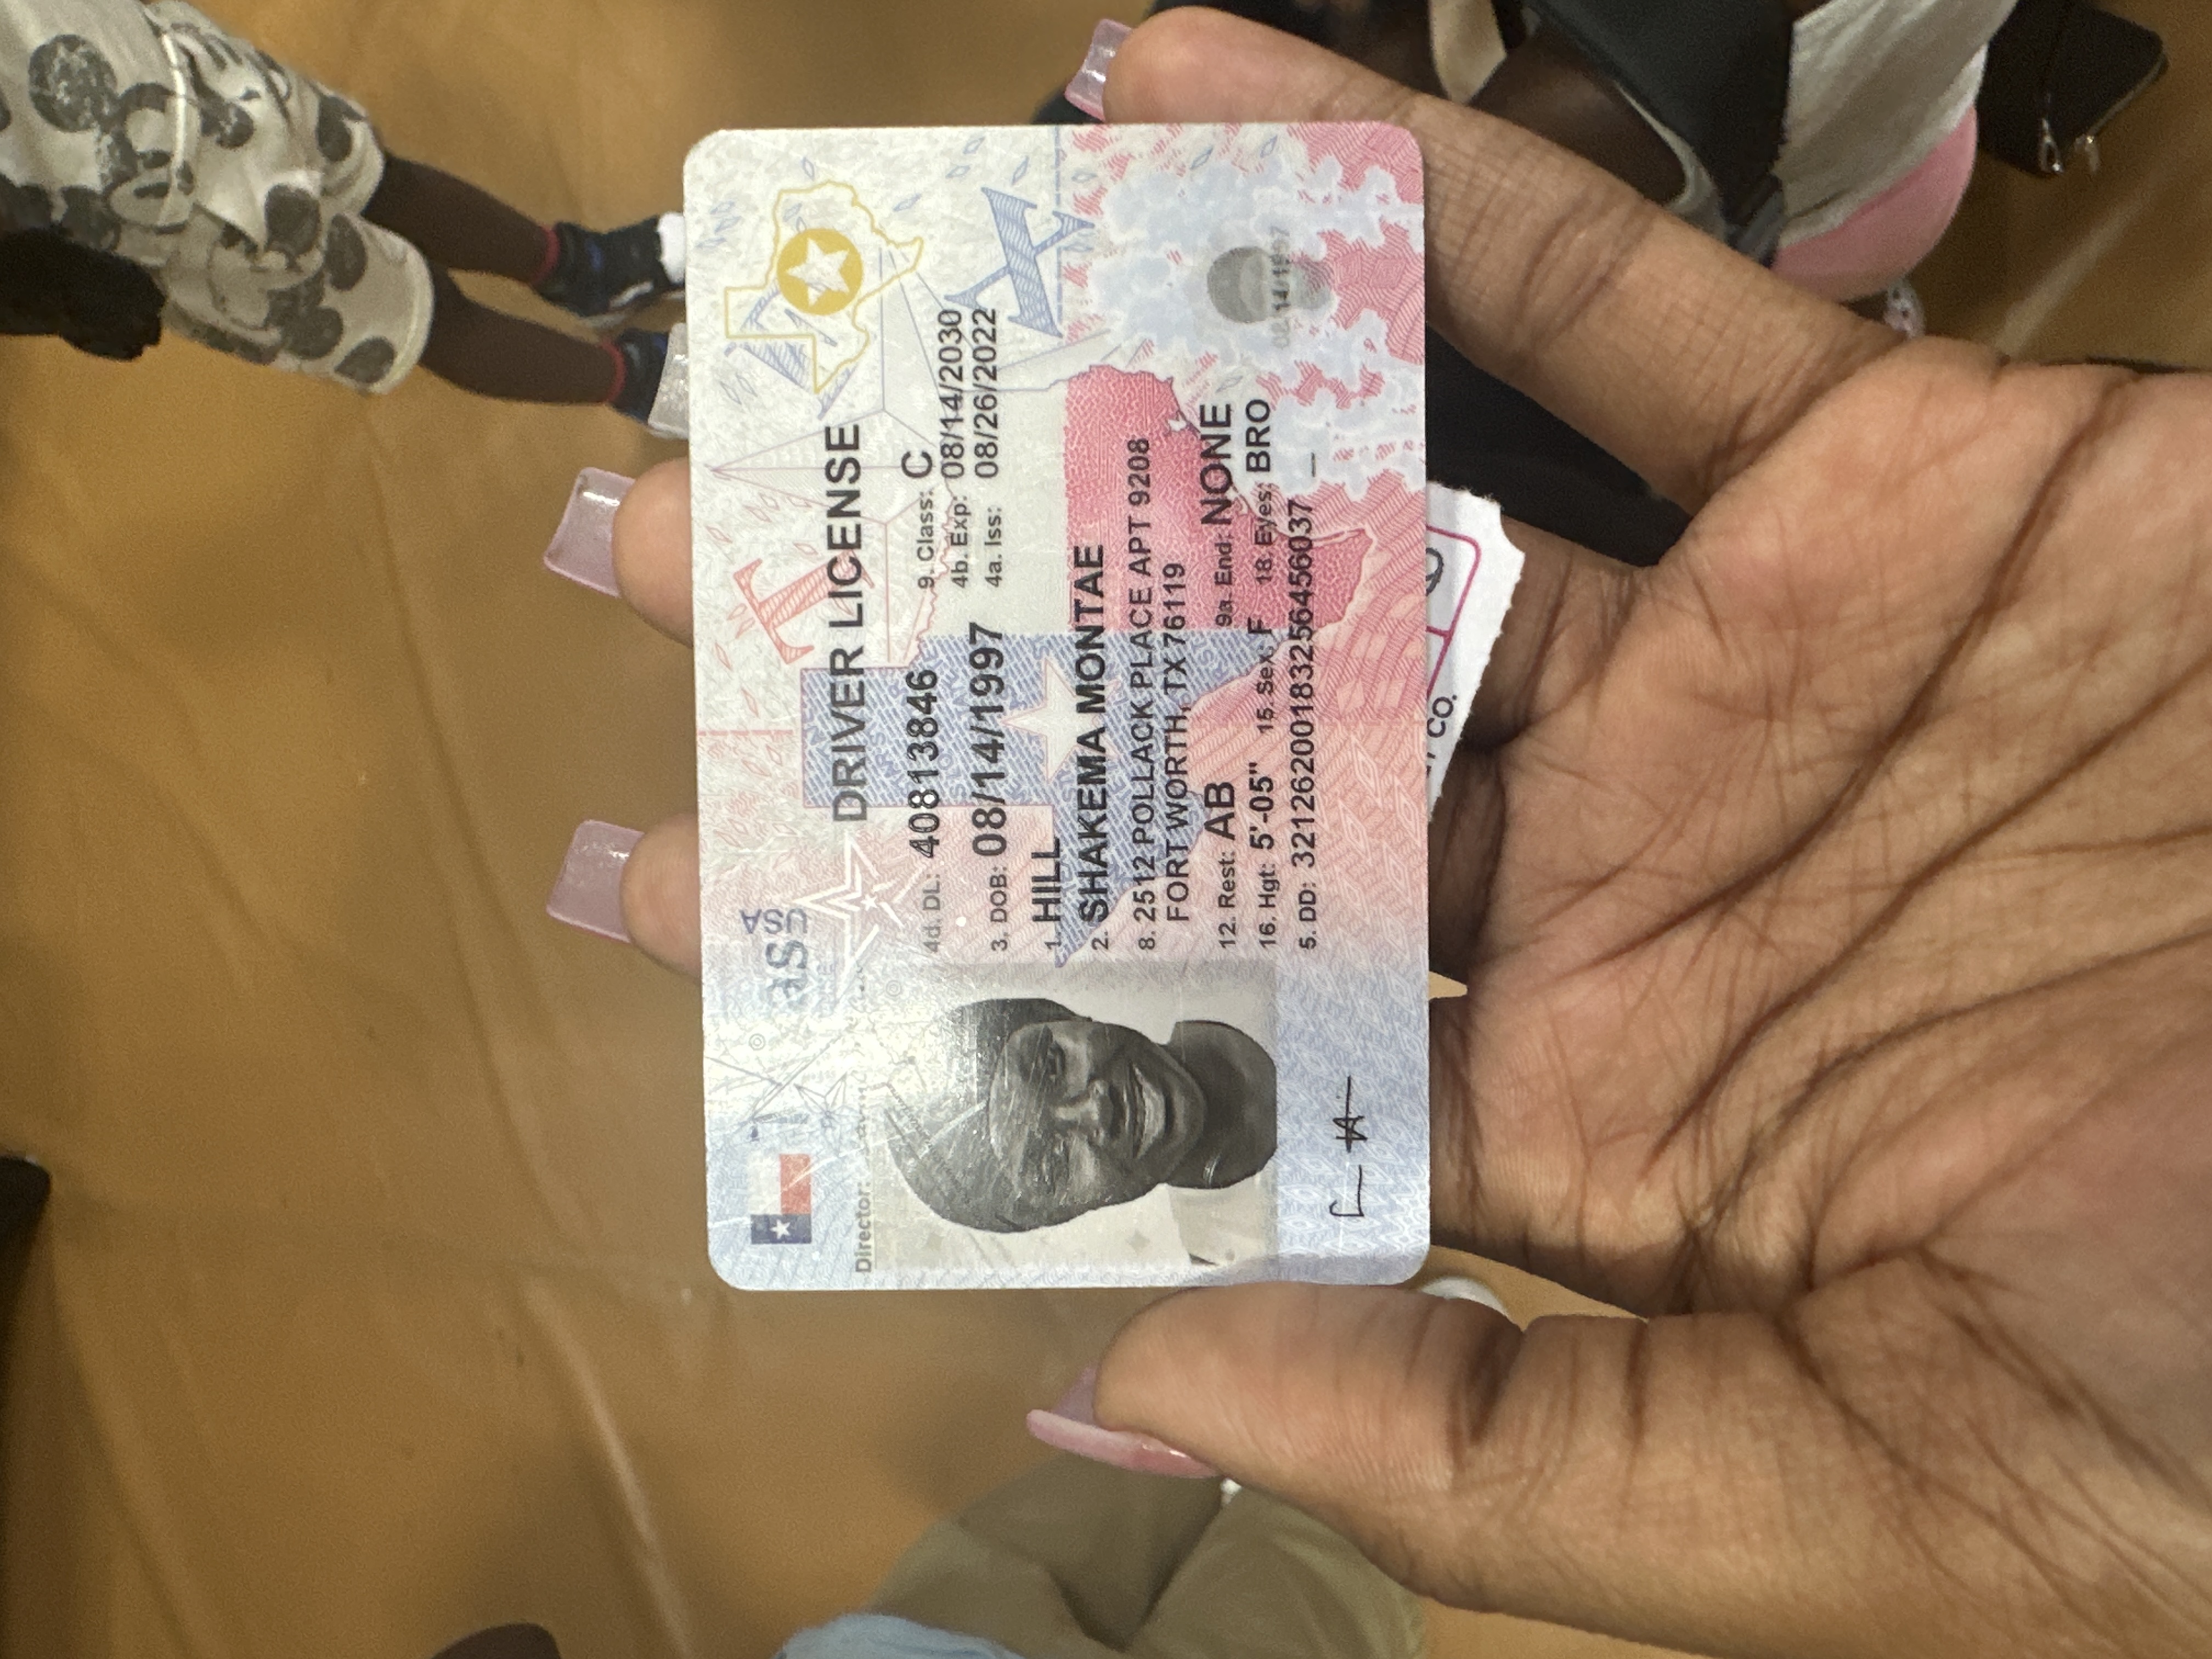 USA
DRIVER LICENSE
Director:
4d. DL: 40813846
9. Class: C
3. DOB: 08/14/1997
4b. Exp: 08/14/2030
4a. Iss: 08/26/2022
1. HILL
2. SHAKEMA MONTAE
8. 2512 POLLACK PLACE APT 9208
FORT WORTH, TX 76119
12. Rest: AB
9a. End: NONE
16. Hgt: 5'-05"
15. Sex: F
18. Eyes: BRO
5. DD: 32126200183256456037
CO.